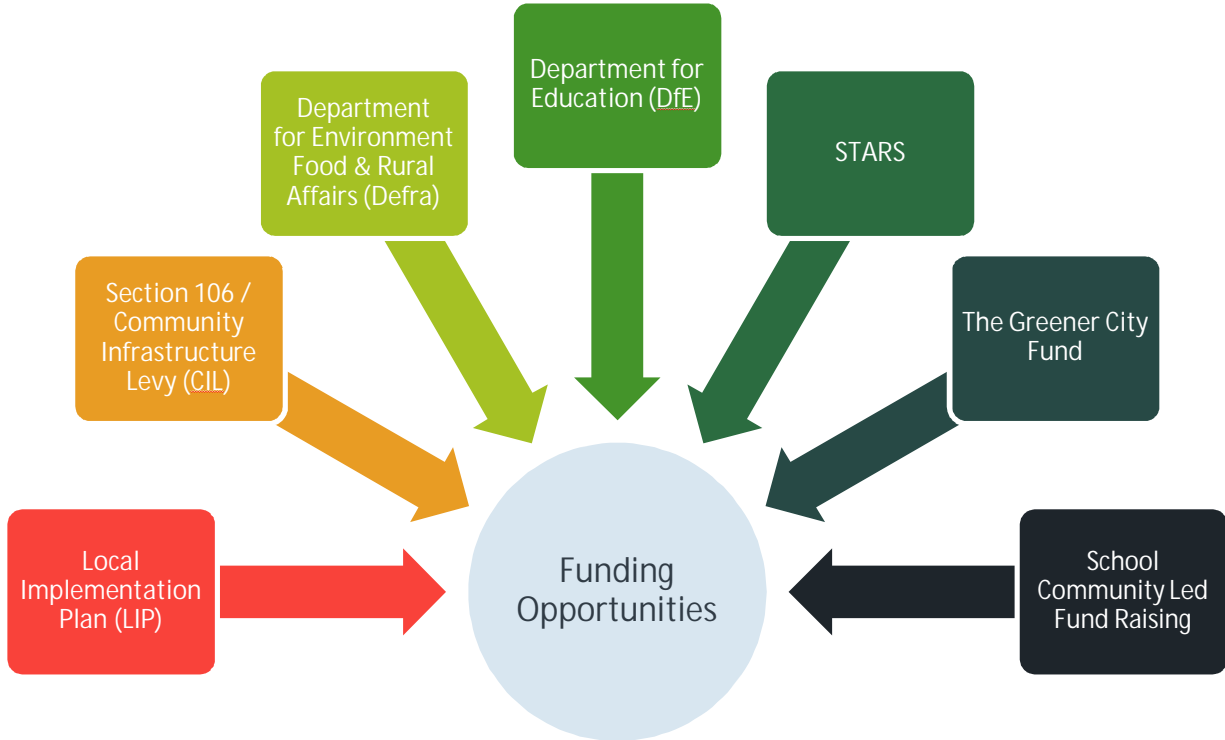 Department for
Education (DfE)
Department
for Environment
Food & Rural
Affairs (Defra)
STARS
Section 106 /
Community
Infrastructure
Levy (CIL)
The Greener City
Fund
Local
Implementation
Plan (LIP)
Funding
Opportunities
School
Community Led
Fund Raising